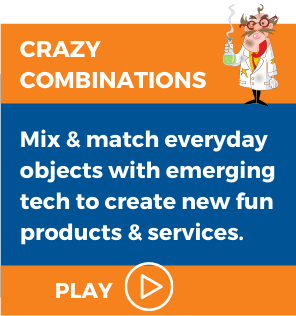 CRAZY
COMBINATIONS
Mix & match everyday
objects with emerging
tech to create new fun
products & services.
PLAY